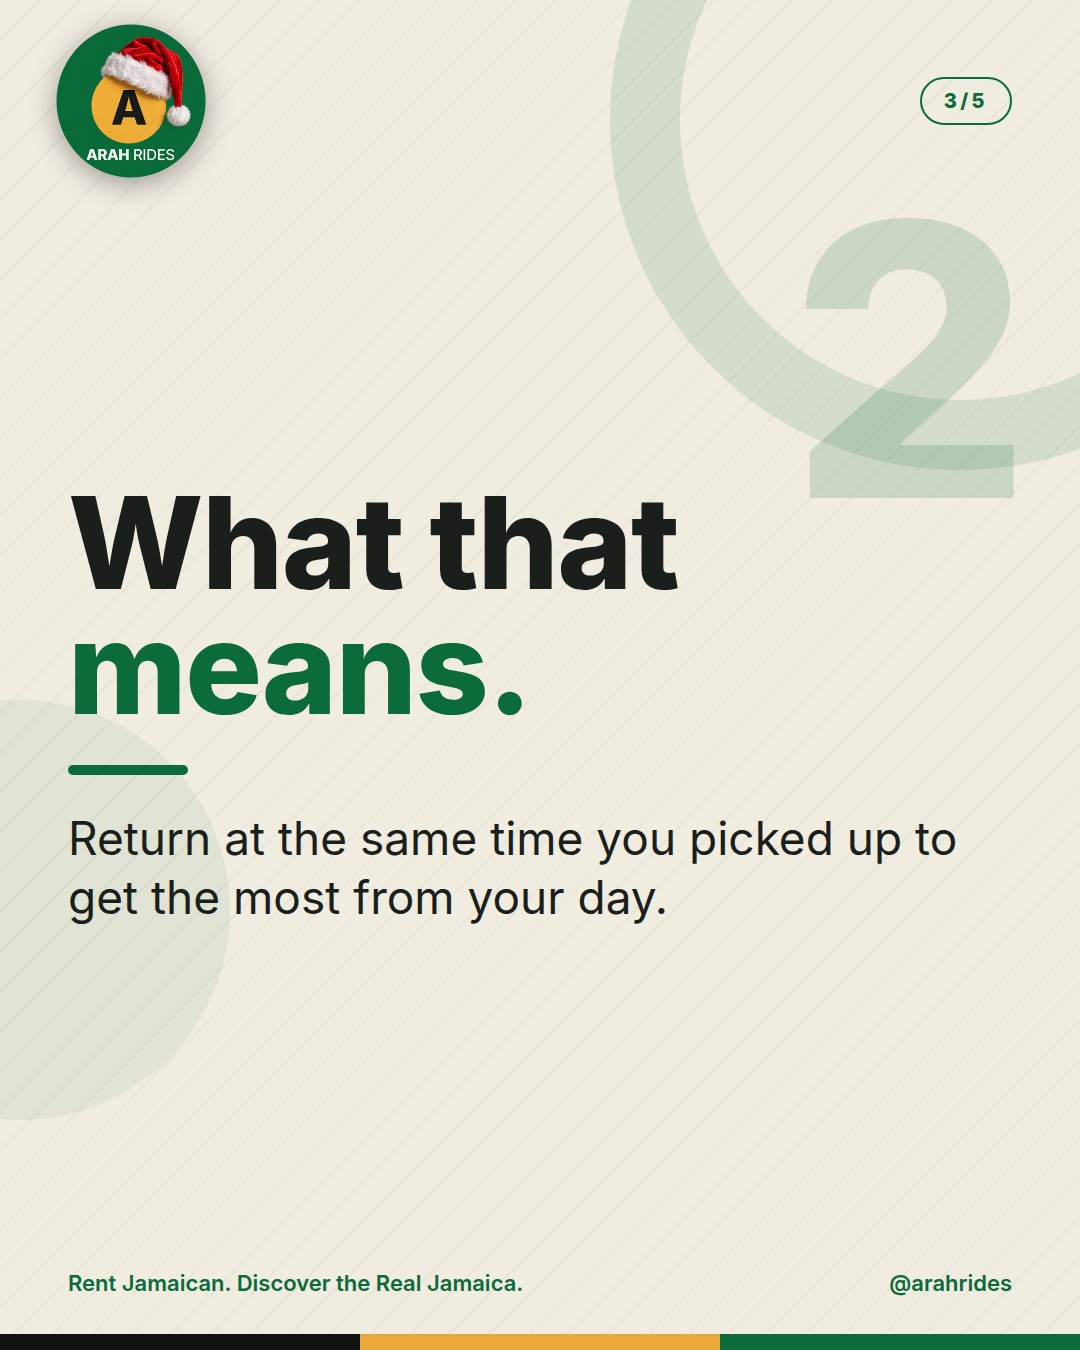 A
ARAH RIDES
3/5
2
What that
means.
Return at the same time you picked up to
get the most from your day.
Rent Jamaican. Discover the Real Jamaica.
@arahrides